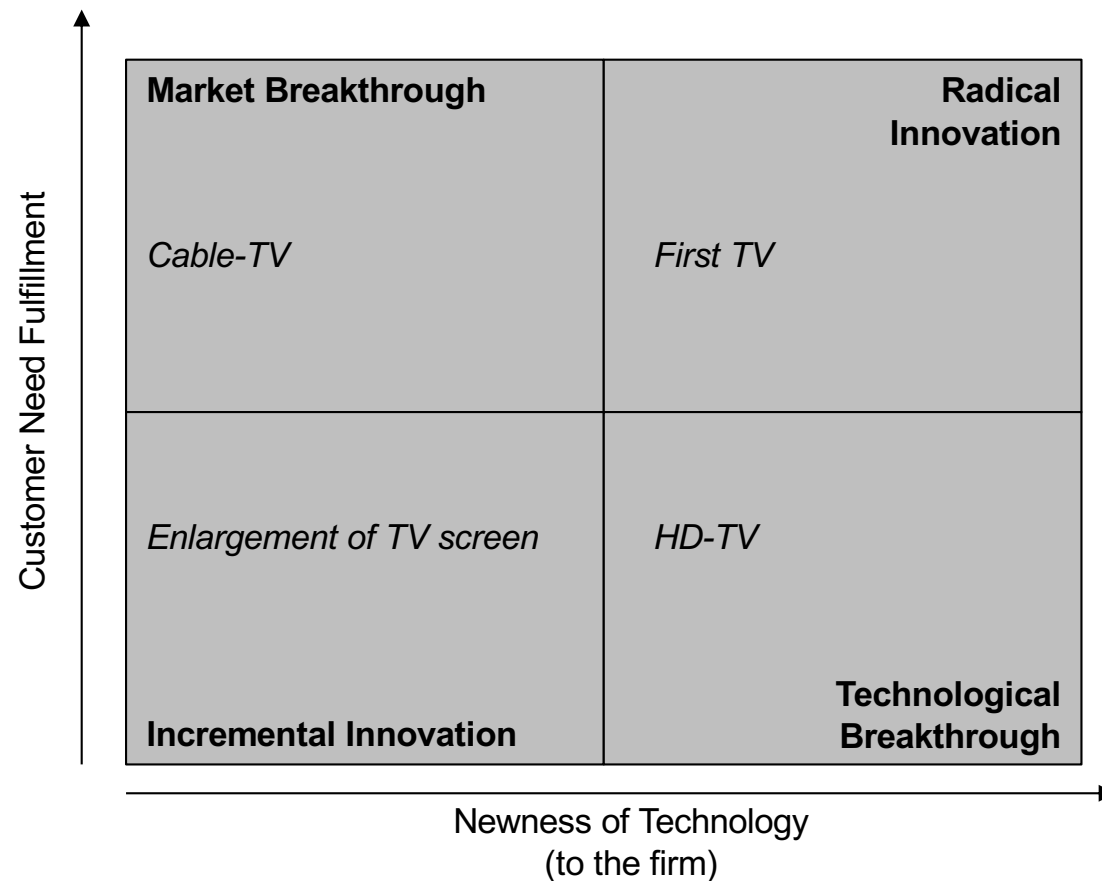 Customer Need Fulfillment
Market Breakthrough
Radical
Innovation
Cable-TV
First TV
Enlargement of TV screen
HD-TV
Incremental Innovation
Technological
Breakthrough
Newness of Technology
(to the firm)